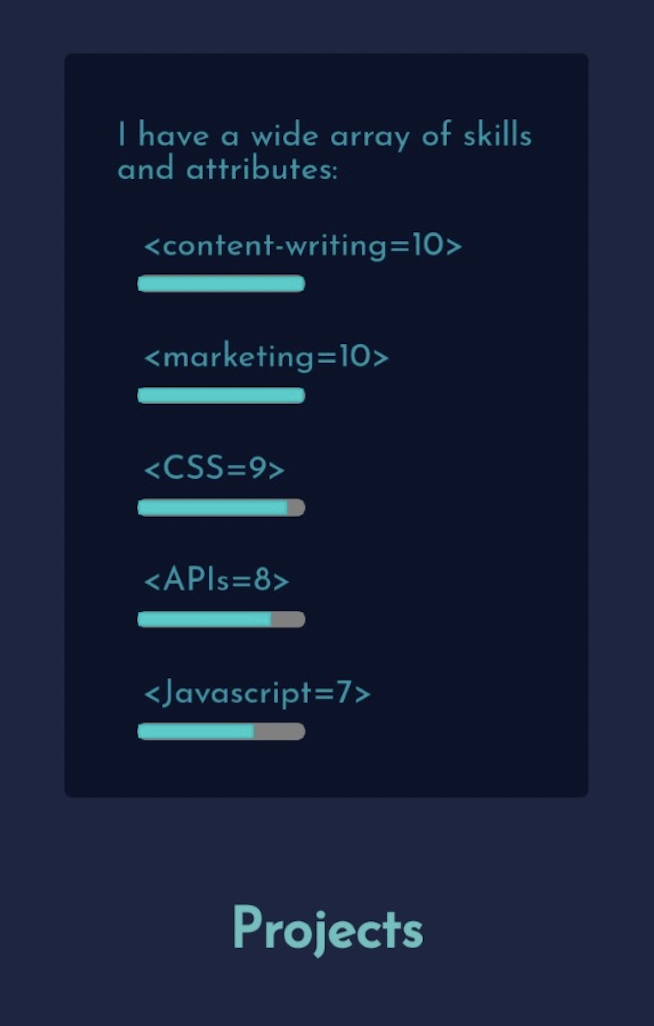 I have a wide array of skills
and attributes:
<content-writing=10>
<marketing=10>
<CSS=9>
<APIs=8>
<Javascript=7>
Projects